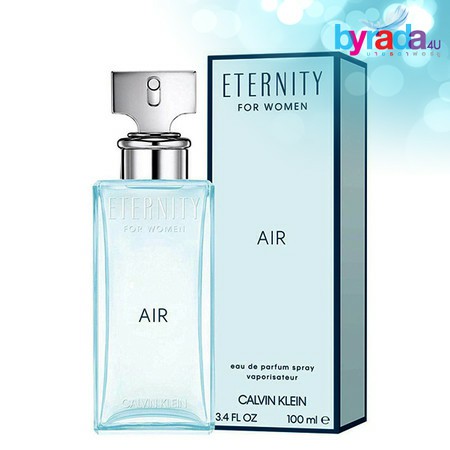 byrada4U
ETERNITY
FOR WOMEN
AIR
eau de parfum spray
vaporisateur
CALVIN KLEIN
3.4 FL OZ 100 ml e
ETERNITY
FOR WOMEN
AIR
CALVIN KLEIN